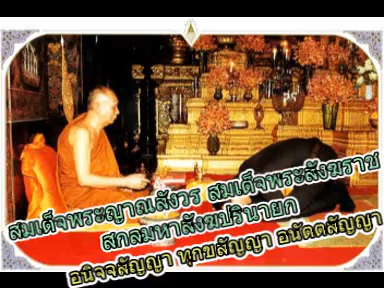 สมเด็จพระญาณสังวร สมเด็จพระสังฆราช
สกลมหาสังฆปรินายก
อนิจจสัญญา ทุกขสัญญา อนัตตสัญญา